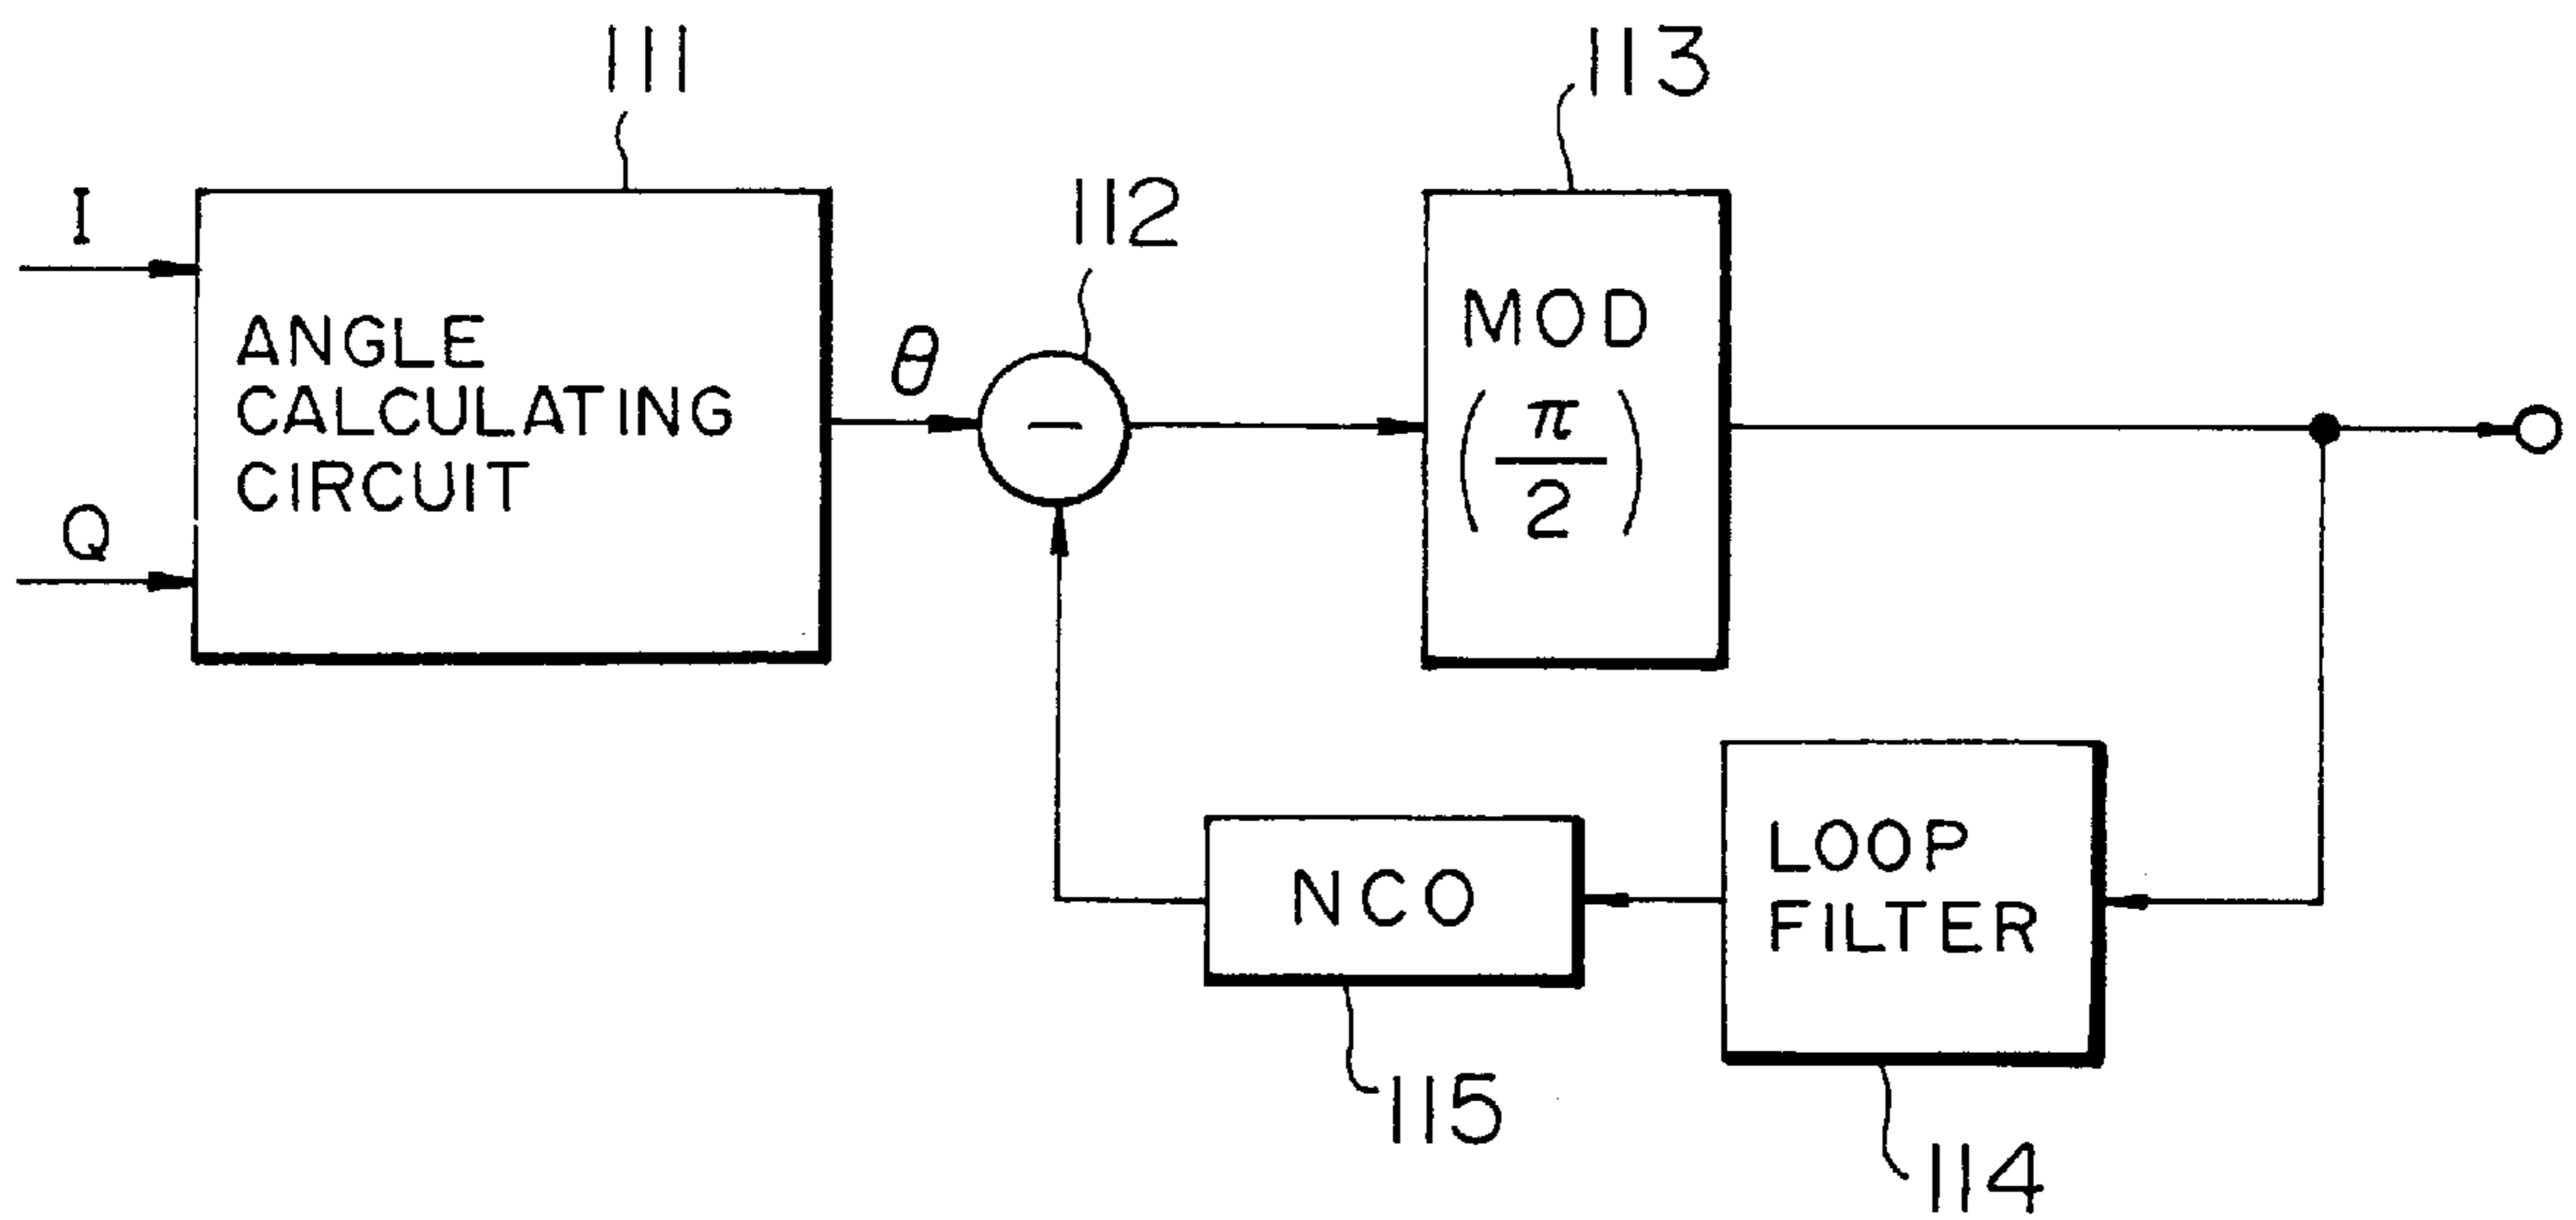 111
113
I
112
ANGLE
CALCULATING
CIRCUIT
θ
−
MOD
(π/2)
Q
NCO
LOOP
FILTER
115
114